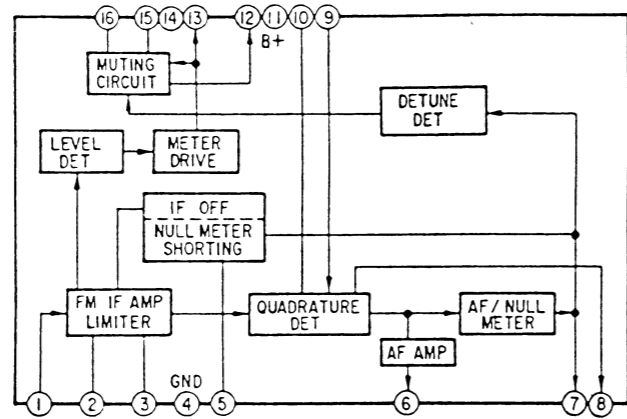 16 15 14 13 12 11 10 9
B+
MUTING
CIRCUIT
DETUNE
DET
LEVEL
DET
METER
DRIVE
IF OFF
NULL METER
SHORTING
FM IF AMP
LIMITER
QUADRATURE
DET
AF / NULL
METER
AF AMP
GND
1 2 3 4 5 6 7 8